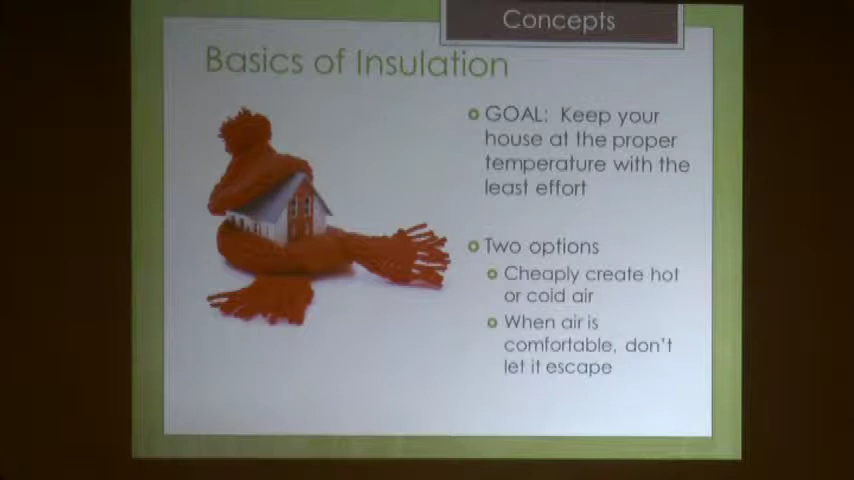 Concepts
Basics of Insulation
GOAL: Keep your
house at the proper
temperature with the
least effort
Two options
Cheaply create hot
or cold air
When air is
comfortable, don't
let it escape